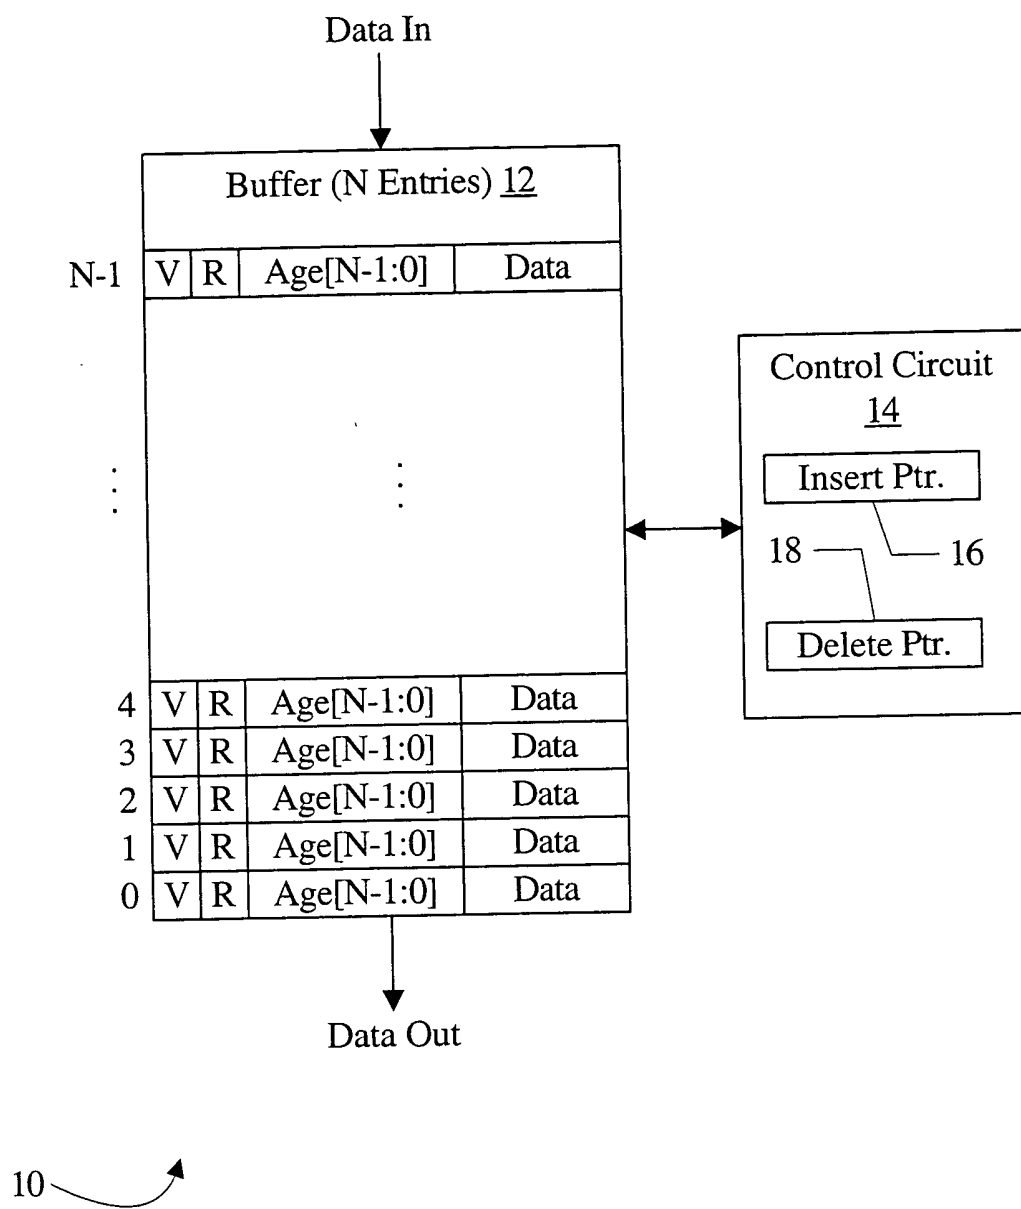 Data In
Buffer (N Entries) 12
N-1 V R Age[N-1:0] Data
Control Circuit
14
Insert Ptr.
18
16
Delete Ptr.
4 V R Age[N-1:0] Data
3 V R Age[N-1:0] Data
2 V R Age[N-1:0] Data
1 V R Age[N-1:0] Data
0 V R Age[N-1:0] Data
Data Out
10